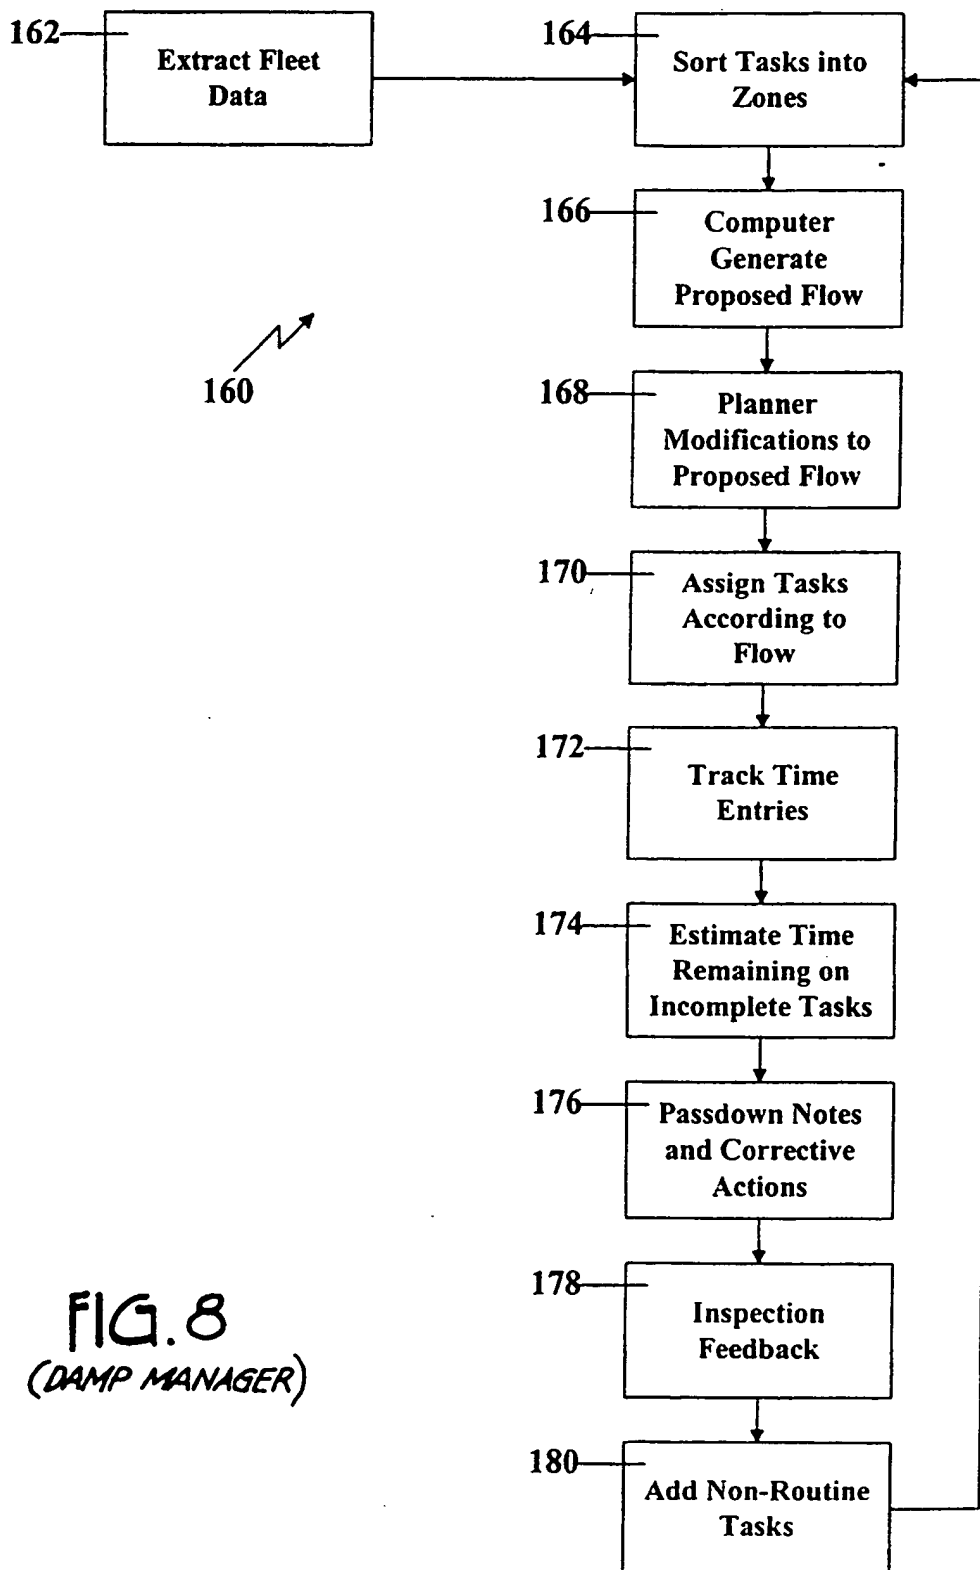 162
Extract Fleet
Data
164
Sort Tasks into
Zones
166
Computer
Generate
Proposed Flow
160
168
Planner
Modifications to
Proposed Flow
170
Assign Tasks
According to
Flow
172
Track Time
Entries
174
Estimate Time
Remaining on
Incomplete Tasks
176
Passdown Notes
and Corrective
Actions
178
Inspection
Feedback
FIG. 8
(DAMP MANAGER)
180
Add Non-Routine
Tasks